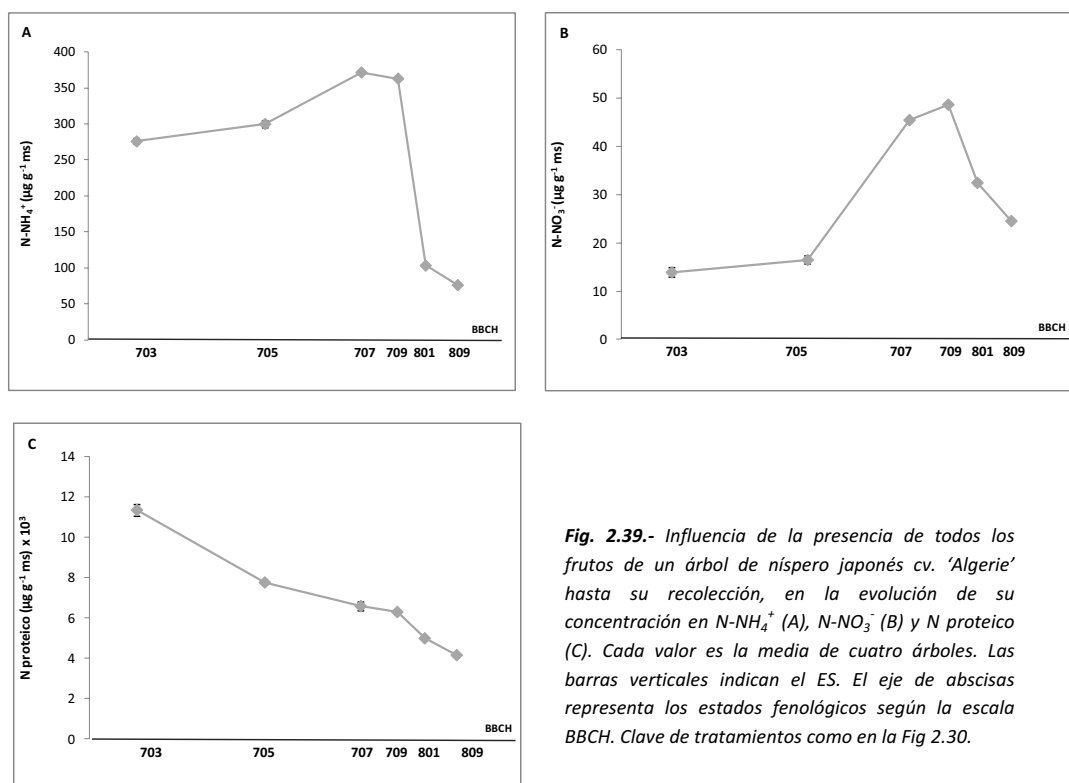 A
N-NH₄⁺ (µg g⁻¹ ms)
400
350
300
250
200
150
100
50
0
BBCH
703 705 707 709 801 809
B
N-NO₃⁻ (µg g⁻¹ ms)
60
50
40
30
20
10
0
BBCH
703 705 707 709 801 809
C
N proteico (µg g⁻¹ ms) x 10³
14
12
10
8
6
4
2
0
BBCH
703 705 707 709 801 809
Fig. 2.39.- Influencia de la presencia de todos los
frutos de un árbol de níspero japonés cv. ‘Algerie’
hasta su recolección, en la evolución de su
concentración en N-NH₄⁺ (A), N-NO₃⁻ (B) y N proteico
(C). Cada valor es la media de cuatro árboles. Las
barras verticales indican el ES. El eje de abscisas
representa los estados fenológicos según la escala
BBCH. Clave de tratamientos como en la Fig 2.30.